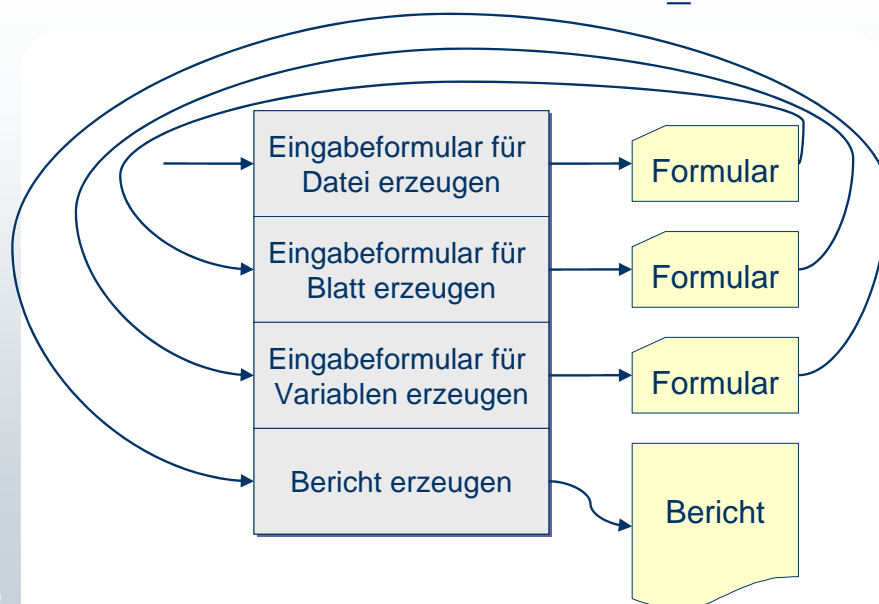 Eingabeformular für
Datei erzeugen
Formular
Eingabeformular für
Blatt erzeugen
Formular
Eingabeformular für
Variablen erzeugen
Formular
Bericht erzeugen
Bericht